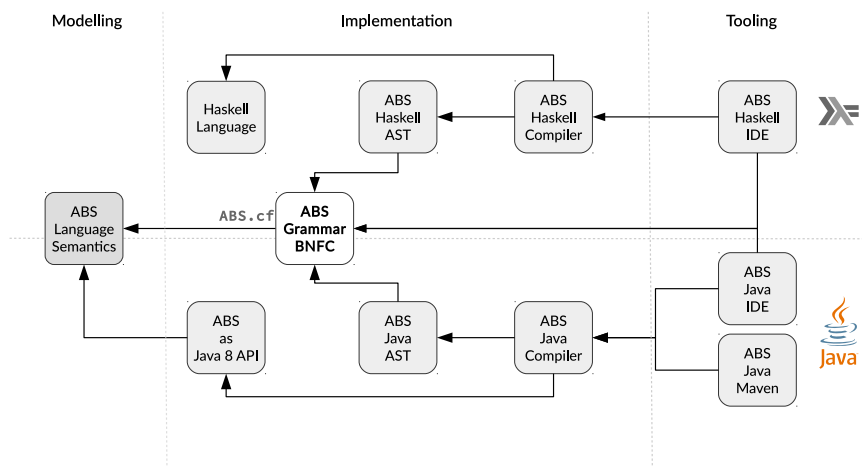 Modelling
Implementation
Tooling
Haskell
Language
ABS
Haskell
AST
ABS
Haskell
Compiler
ABS
Haskell
IDE
ABS
Language
Semantics
ABS.cf
ABS
Grammar
BNFC
ABS
Java
IDE
ABS
as
Java 8 API
ABS
Java
AST
ABS
Java
Compiler
ABS
Java
Maven
Java